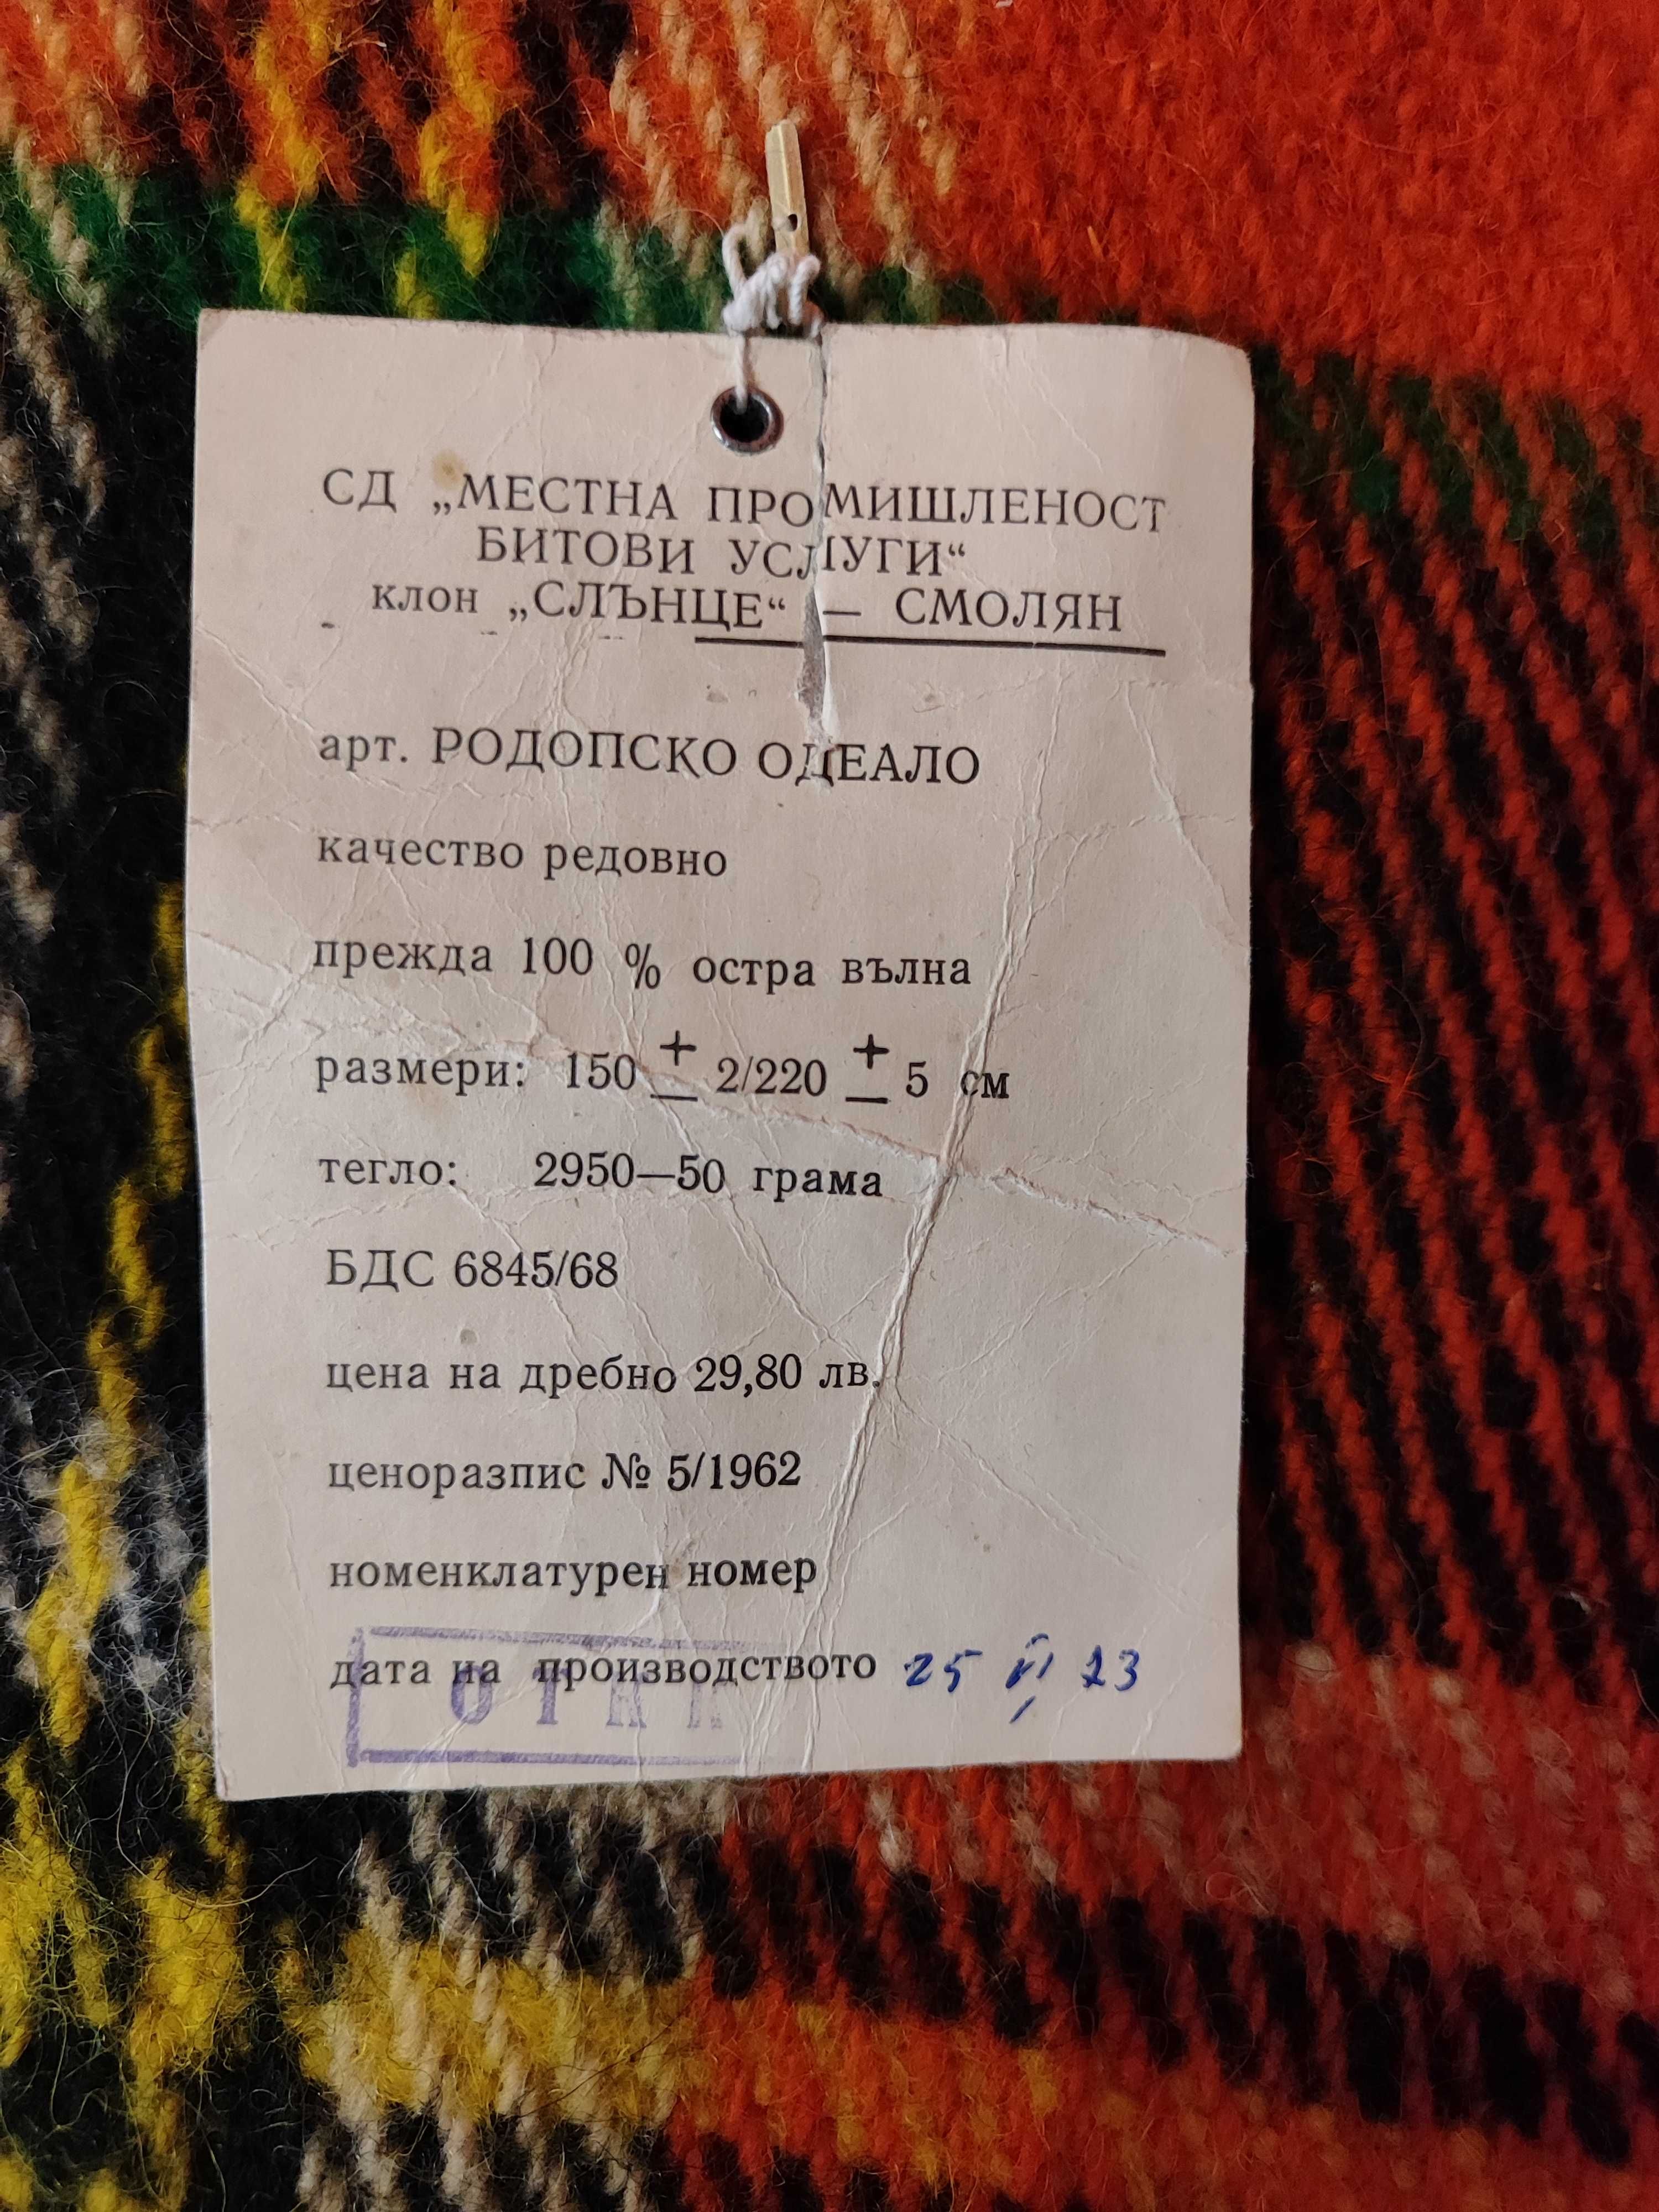 СД „МЕСТНА ПРОМИШЛЕНОСТ
БИТОВИ УСЛУГИ“
клон „СЛЪНЦЕ“ — СМОЛЯН
арт. РОДОПСКО ОДЕАЛО
качество редовно
прежда 100 % остра вълна
размери: 150 ± 2/220 ± 5 см
тегло: 2950—50 грама
БДС 6845/68
цена на дребно 29,80 лв.
ценоразпис № 5/1962
номенклатурен номер
дата на производството 25 VI 73